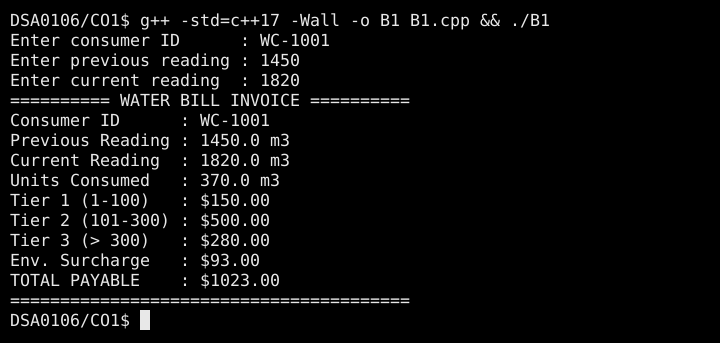 DSA0106/CO1$ g++ -std=c++17 -Wall -o B1 B1.cpp && ./B1
Enter consumer ID      : WC-1001
Enter previous reading : 1450
Enter current reading  : 1820
========== WATER BILL INVOICE ==========
Consumer ID      : WC-1001
Previous Reading : 1450.0 m3
Current Reading  : 1820.0 m3
Units Consumed   : 370.0 m3
Tier 1 (1-100)   : $150.00
Tier 2 (101-300) : $500.00
Tier 3 (> 300)   : $280.00
Env. Surcharge   : $93.00
TOTAL PAYABLE    : $1023.00
========================================
DSA0106/CO1$